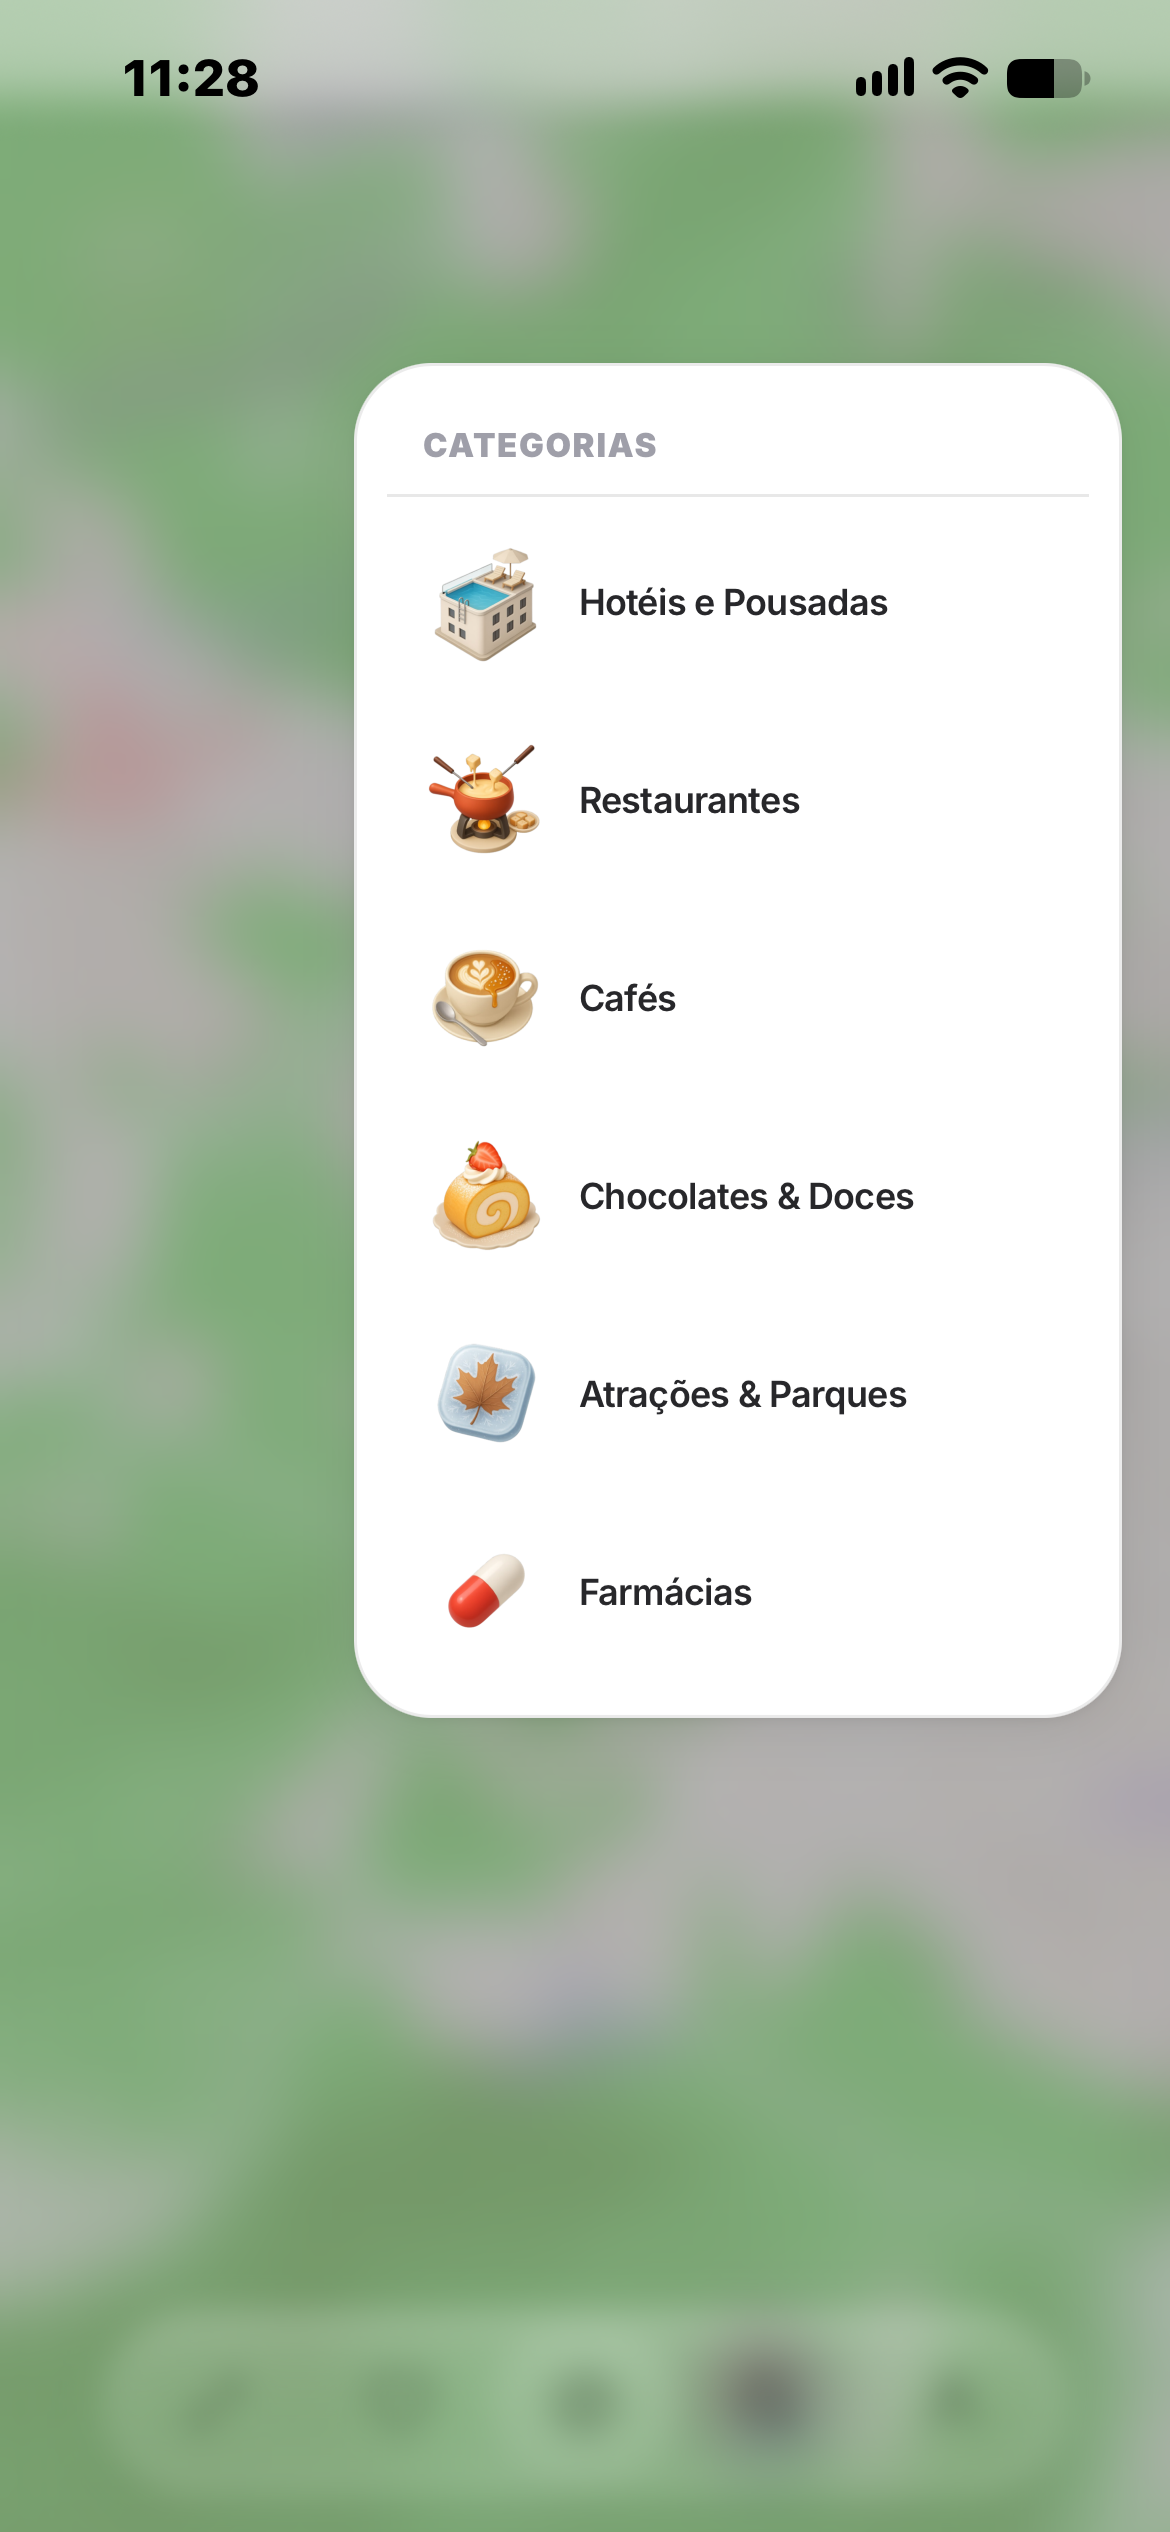 11:28
CATEGORIAS
Hotéis e Pousadas
Restaurantes
Cafés
Chocolates & Doces
Atrações & Parques
Farmácias